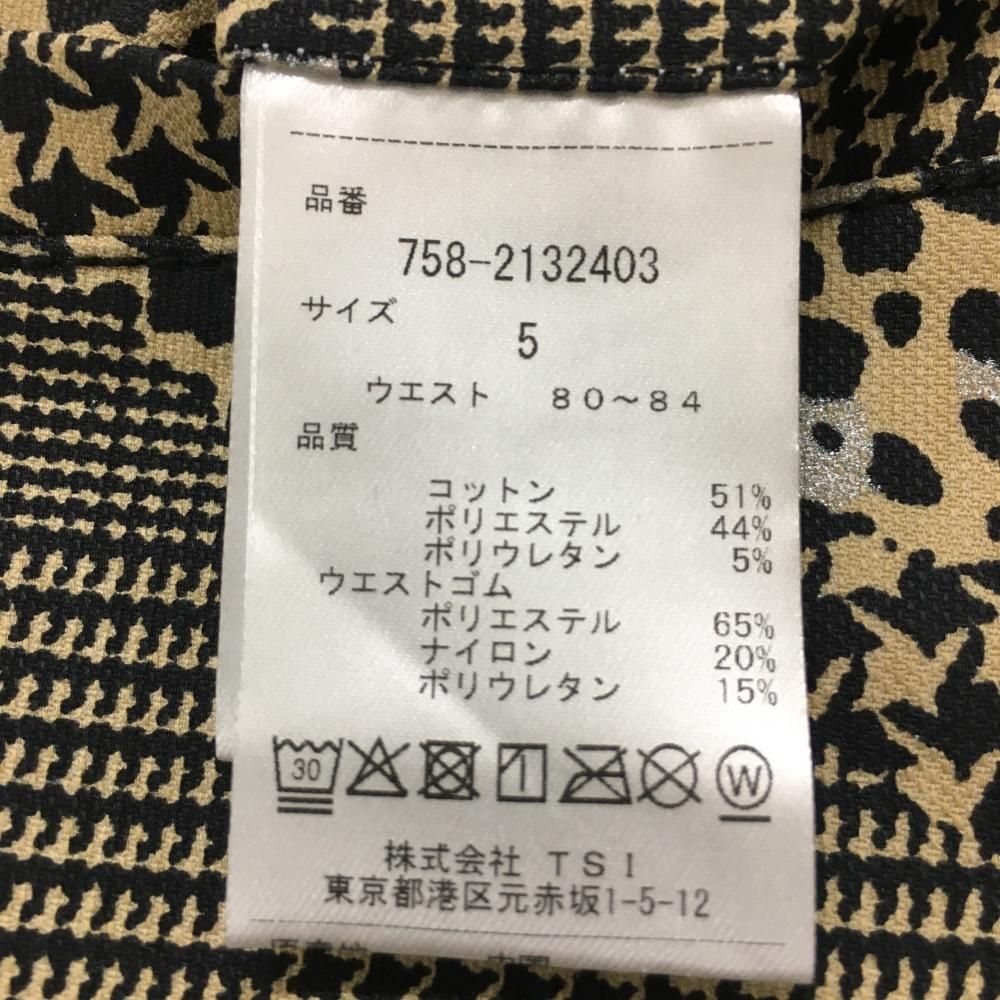 品番
758-2132403
サイズ
5
ウエスト 80～84
品質
コットン 51%
ポリエステル 44%
ポリウレタン 5%
ウエストゴム
ポリエステル 65%
ナイロン 20%
ポリウレタン 15%
30
W
株式会社 TSI
東京都港区元赤坂1-5-12